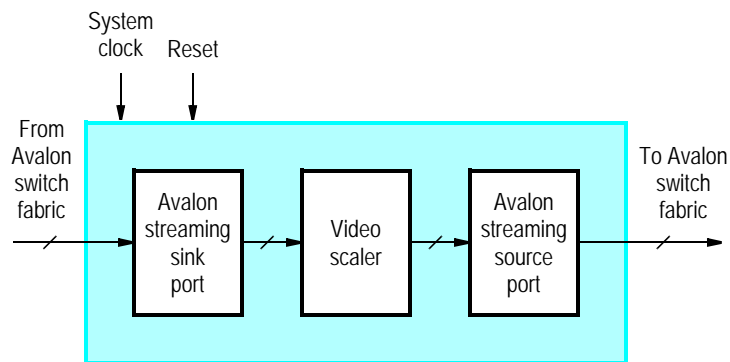 System
clock
Reset
From
Avalon
switch
fabric
Avalon
streaming
sink
port
Video
scaler
Avalon
streaming
source
port
To Avalon
switch
fabric